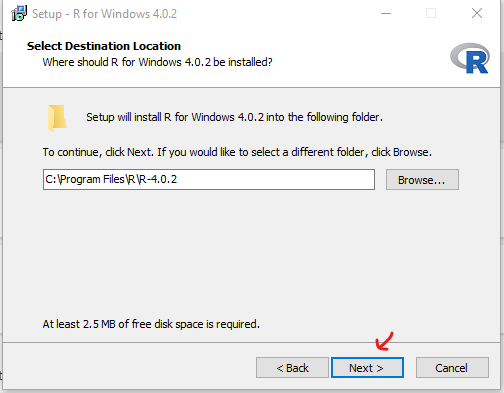 Setup - R for Windows 4.0.2
Select Destination Location
Where should R for Windows 4.0.2 be installed?
R
Setup will install R for Windows 4.0.2 into the following folder.
To continue, click Next. If you would like to select a different folder, click Browse.
C:\Program Files\R\R-4.0.2
Browse...
At least 2.5 MB of free disk space is required.
< Back
Next >
Cancel